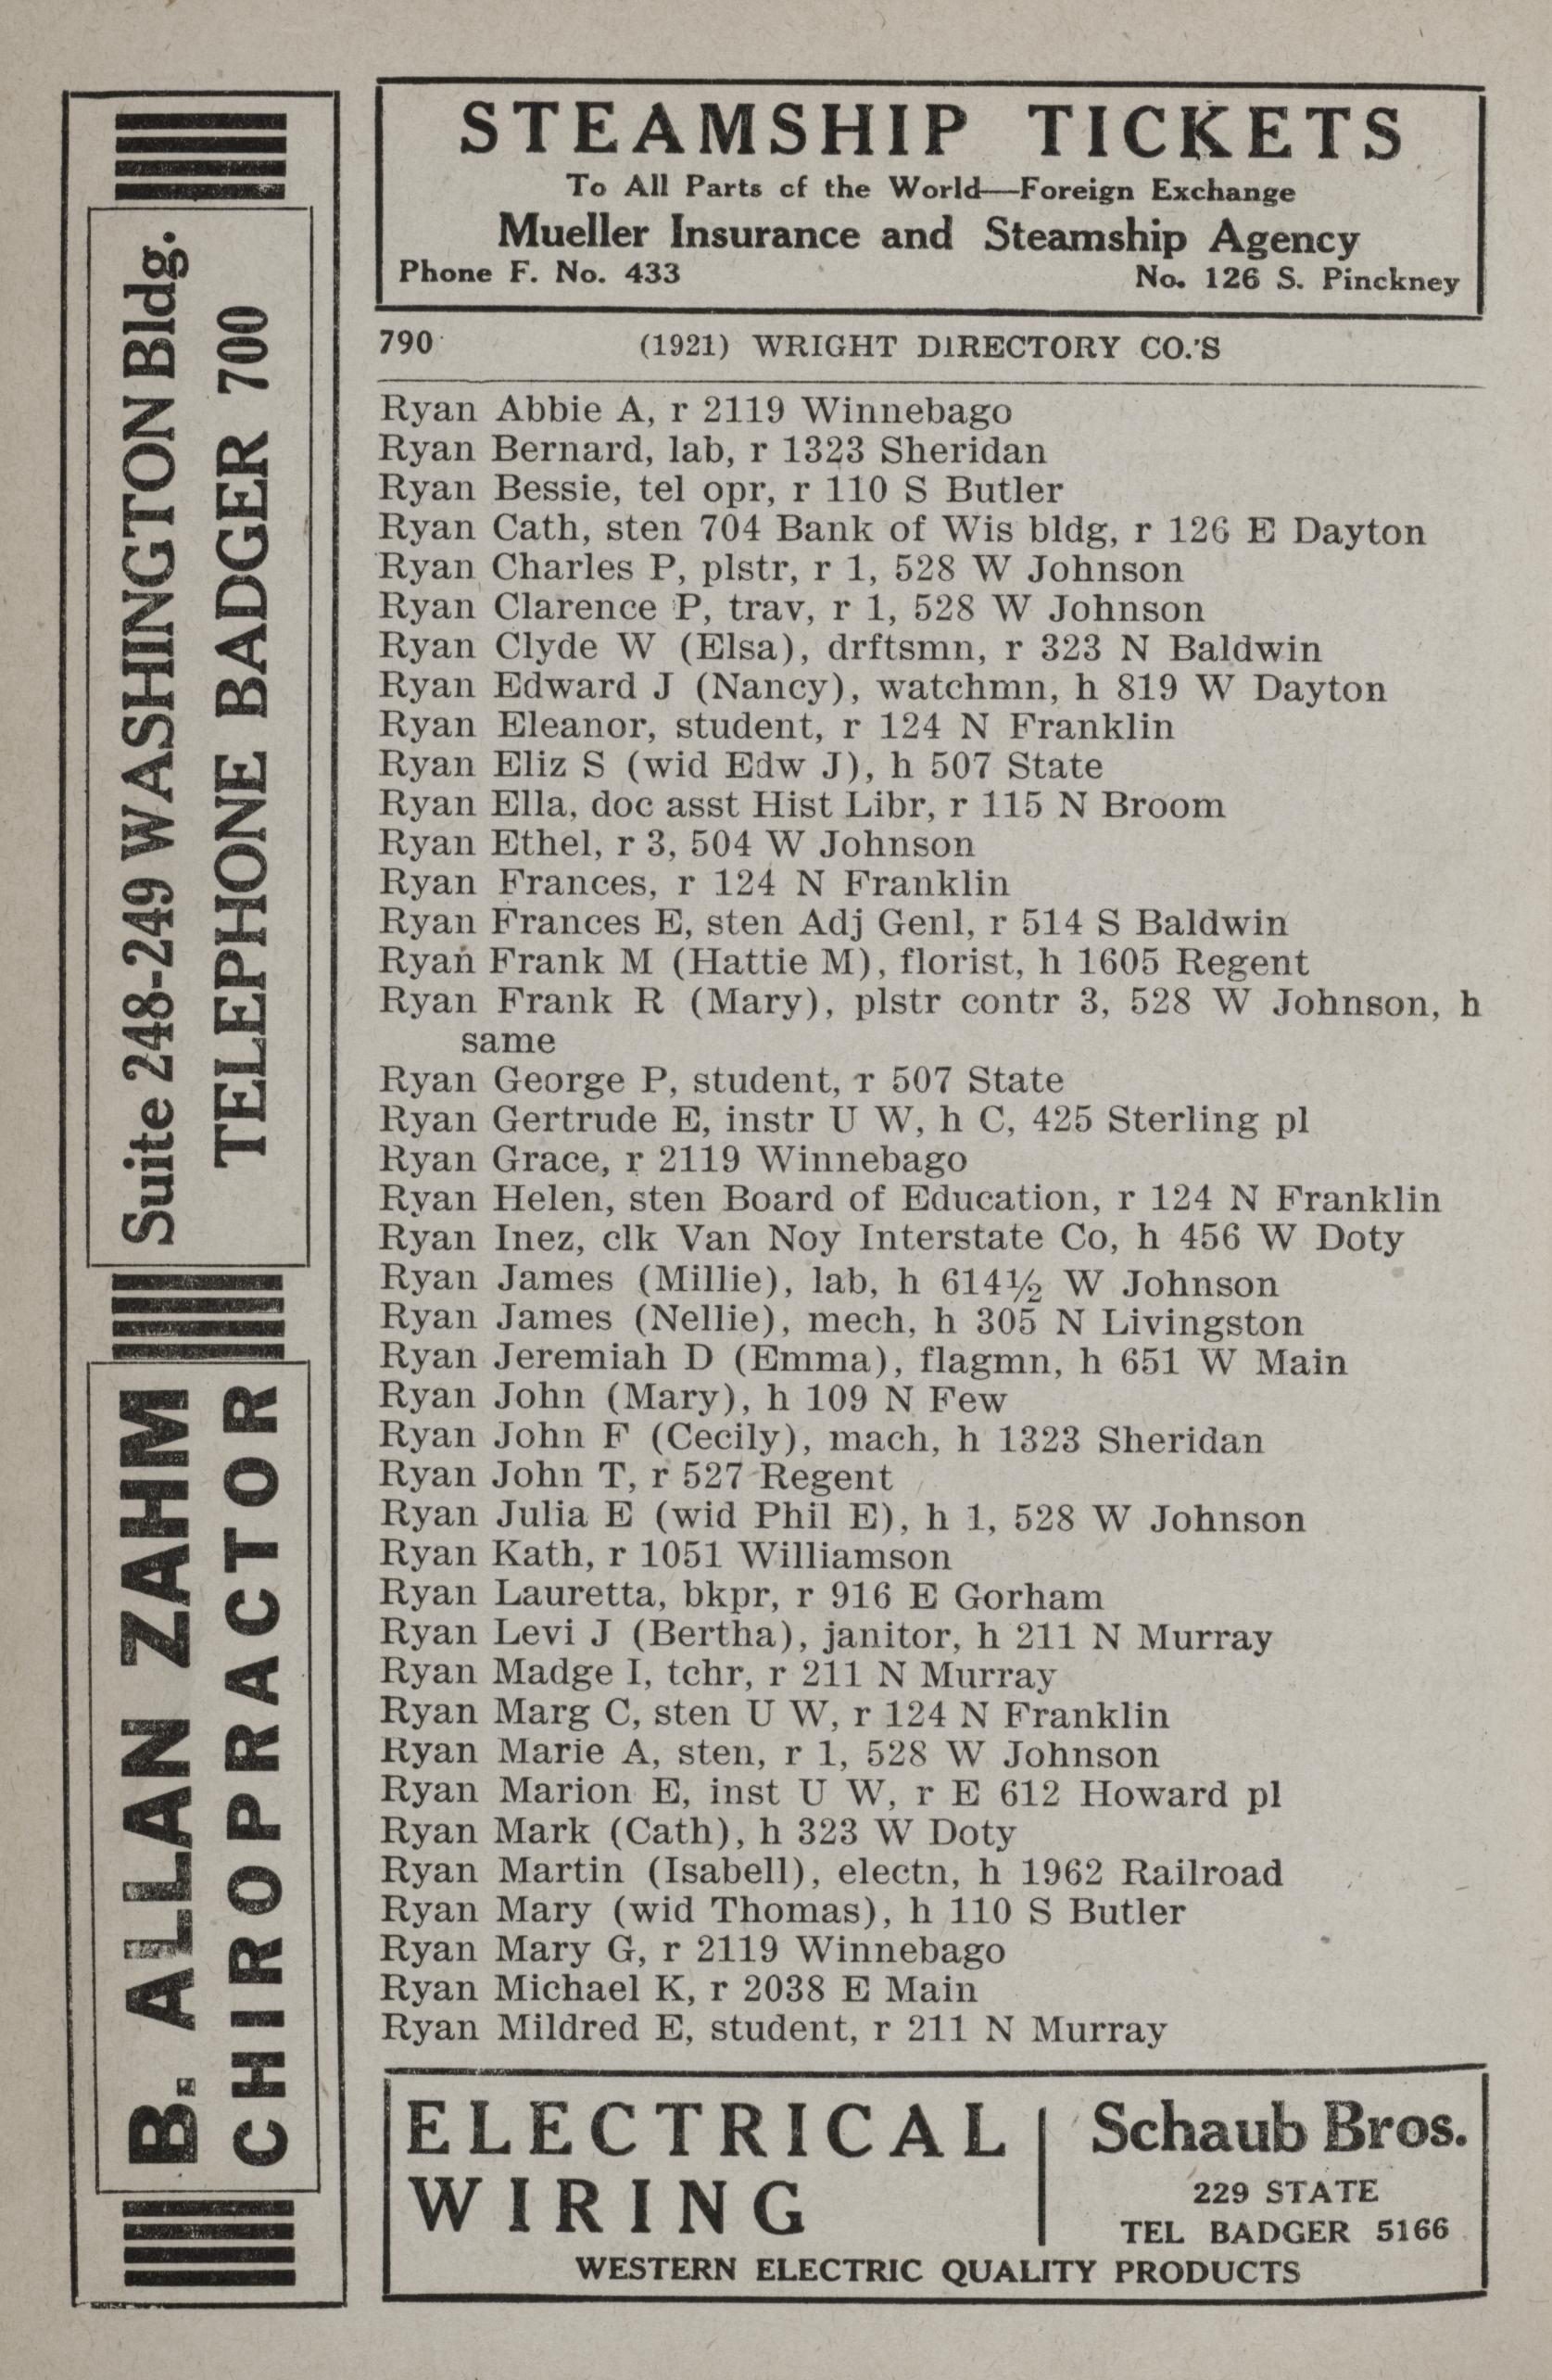 STEAMSHIP TICKETS
To All Parts cf the World—Foreign Exchange
Mueller Insurance and Steamship Agency
Phone F. No. 433 No. 126 S. Pinckney
790 (1921) WRIGHT D1RECTORY CO.'S
Ryan Abbie A, r 2119 Winnebago
Ryan Bernard, lab, r 1323 Sheridan
Ryan Bessie, tel opr, r 110 S Butler
Ryan Cath, sten 704 Bank of Wis bldg, r 126 E Dayton
Ryan Charles P, plstr, r 1, 528 W Johnson
Ryan Clarence P, trav, r 1, 528 W Johnson
Ryan Clyde W (Elsa), drftsmn, r 323 N Baldwin
Ryan Edward J (Nancy), watchmn, h 819 W Dayton
Ryan Eleanor, student, r 124 N Franklin
Ryan Eliz S (wid Edw J), h 507 State
Ryan Ella, doc asst Hist Libr, r 115 N Broom
Ryan Ethel, r 3, 504 W Johnson
Ryan Frances, r 124 N Franklin
Ryan Frances E, sten Adj Genl, r 514 S Baldwin
Ryan Frank M (Hattie M), florist, h 1605 Regent
Ryan Frank R (Mary), plstr contr 3, 528 W Johnson, h
same
Ryan George P, student, r 507 State
Ryan Gertrude E, instr U W, h C, 425 Sterling pl
Ryan Grace, r 2119 Winnebago
Ryan Helen, sten Board of Education, r 124 N Franklin
Ryan Inez, clk Van Noy Interstate Co, h 456 W Doty
Ryan James (Millie), lab, h 614½ W Johnson
Ryan James (Nellie), mech, h 305 N Livingston
Ryan Jeremiah D (Emma), flagmn, h 651 W Main
Ryan John (Mary), h 109 N Few
Ryan John F (Cecily), mach, h 1323 Sheridan
Ryan John T, r 527 Regent
Ryan Julia E (wid Phil E), h 1, 528 W Johnson
Ryan Kath, r 1051 Williamson
Ryan Lauretta, bkpr, r 916 E Gorham
Ryan Levi J (Bertha), janitor, h 211 N Murray
Ryan Madge I, tchr, r 211 N Murray
Ryan Marg C, sten U W, r 124 N Franklin
Ryan Marie A, sten, r 1, 528 W Johnson
Ryan Marion E, inst U W, r E 612 Howard pl
Ryan Mark (Cath), h 323 W Doty
Ryan Martin (Isabell), electn, h 1962 Railroad
Ryan Mary (wid Thomas), h 110 S Butler
Ryan Mary G, r 2119 Winnebago
Ryan Michael K, r 2038 E Main
Ryan Mildred E, student, r 211 N Murray
ELECTRICAL
WIRING
Schaub Bros.
229 STATE
TEL BADGER 5166
WESTERN ELECTRIC QUALITY PRODUCTS
B. ALLAN ZAHM
CHIROPRACTOR
Suite 248-249 WASHINGTON Bldg.
TELEPHONE BADGER 700